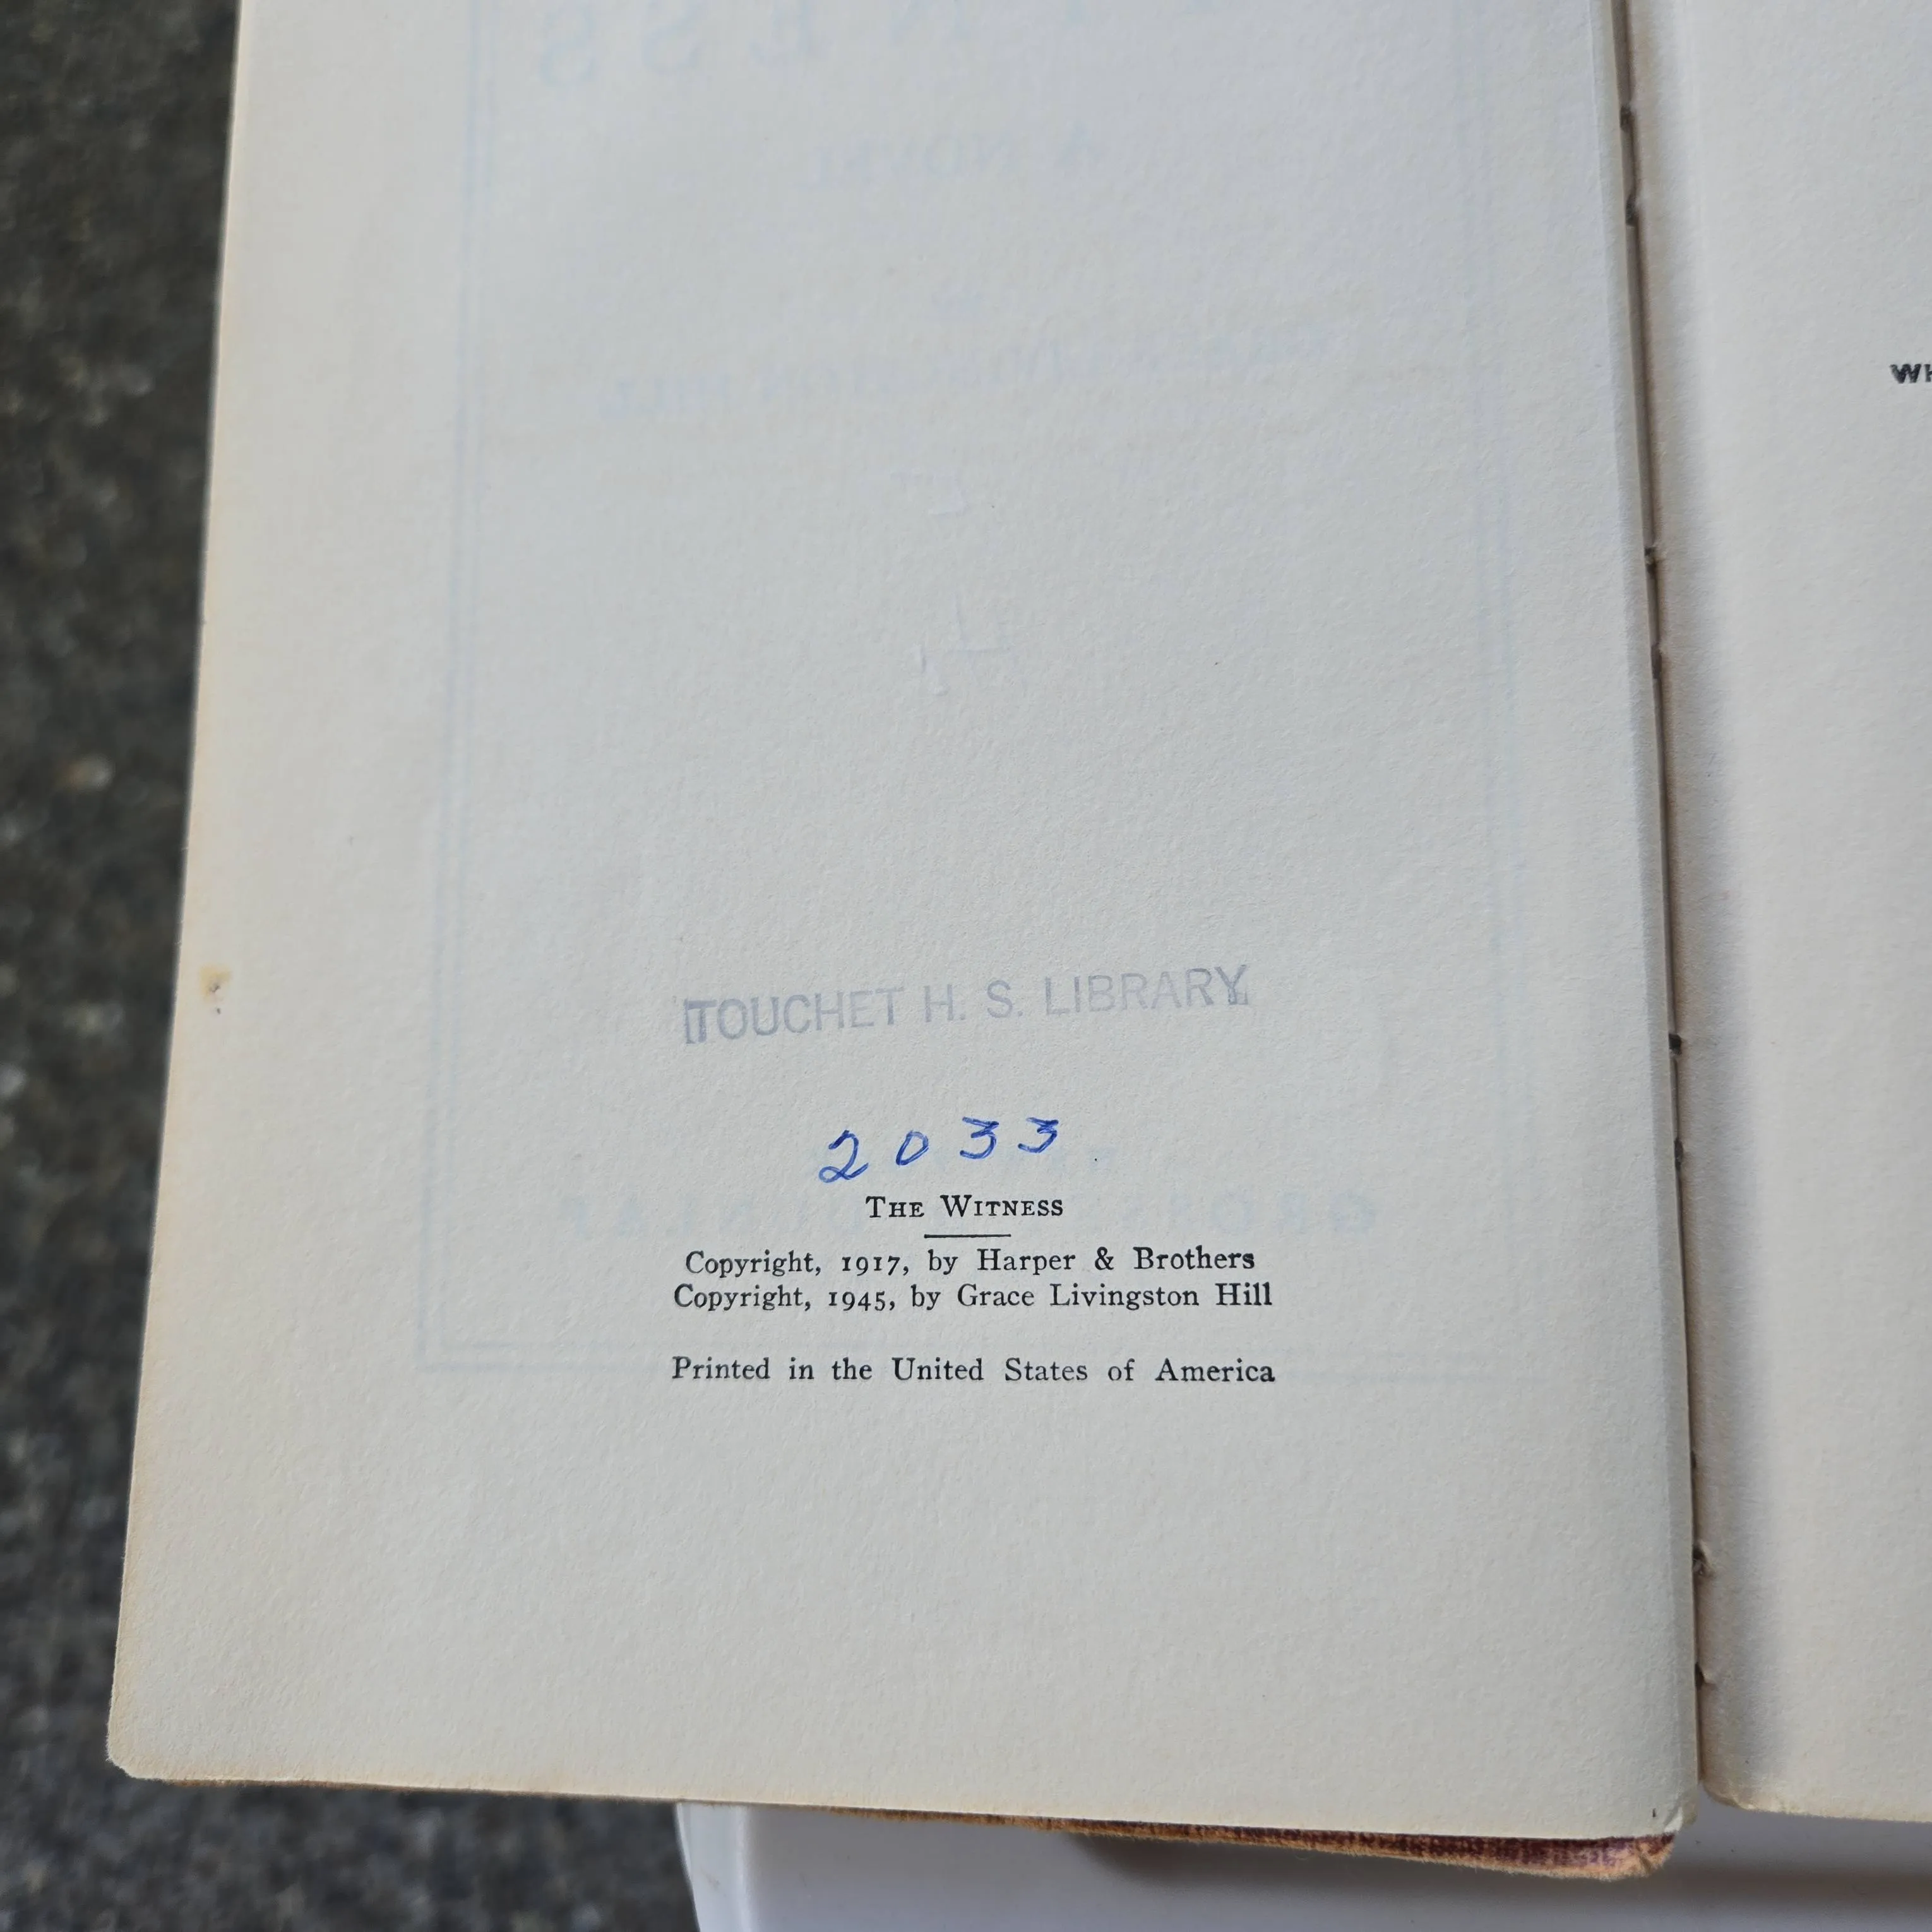 TOUCHET H. S. LIBRARY
2033
THE WITNESS
Copyright, 1917, by Harper & Brothers
Copyright, 1945, by Grace Livingston Hill
Printed in the United States of America